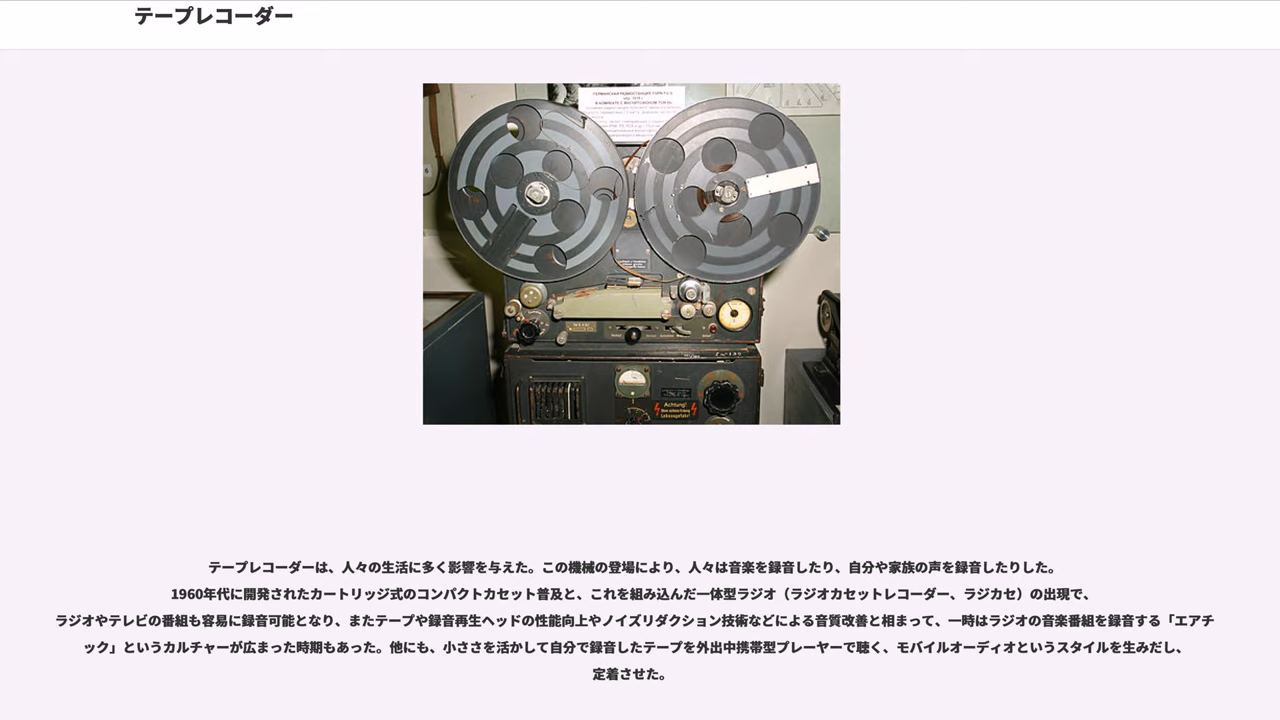 テープレコーダー
ГЕРМАНСКАЯ РАДИОСТАНЦИЯ
В КОМПЛЕКТЕ С МАГНИТОФОНОМ
Achtung!
Lebensgefahr!
テープレコーダーは、人々の生活に多く影響を与えた。この機械の登場により、人々は音楽を録音したり、自分や家族の声を録音したりした。
1960年代に開発されたカートリッジ式のコンパクトカセット普及と、これを組み込んだ一体型ラジオ（ラジオカセットレコーダー、ラジカセ）の出現で、
ラジオやテレビの番組も容易に録音可能となり、またテープや録音再生ヘッドの性能向上やノイズリダクション技術などによる音質改善と相まって、一時はラジオの音楽番組を録音する「エアチ
ック」というカルチャーが広まった時期もあった。他にも、小ささを活かして自分で録音したテープを外出中携帯型プレーヤーで聴く、モバイルオーディオというスタイルを生みだし、
定着させた。